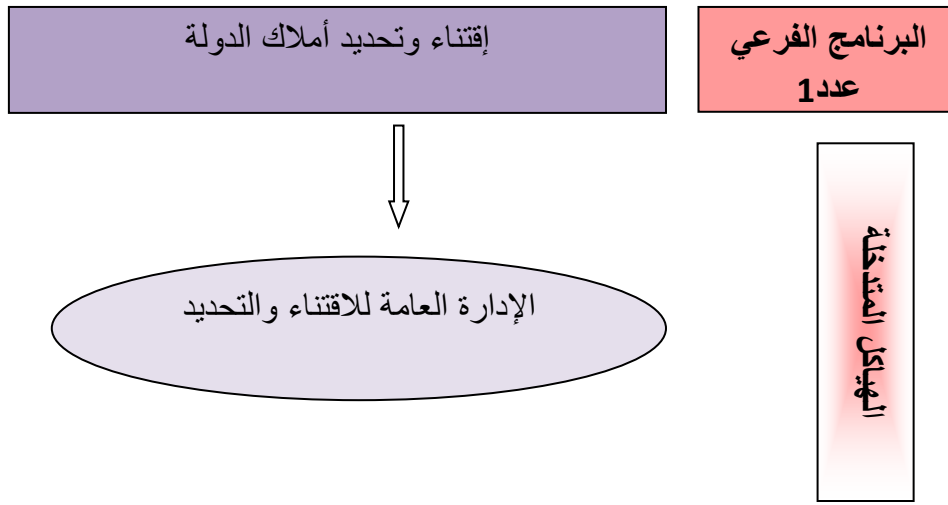 البرنامج الفرعي
عدد1
إقتناء وتحديد أملاك الدولة
الهياكل المتدخلة
الإدارة العامة للاقتناء والتحديد